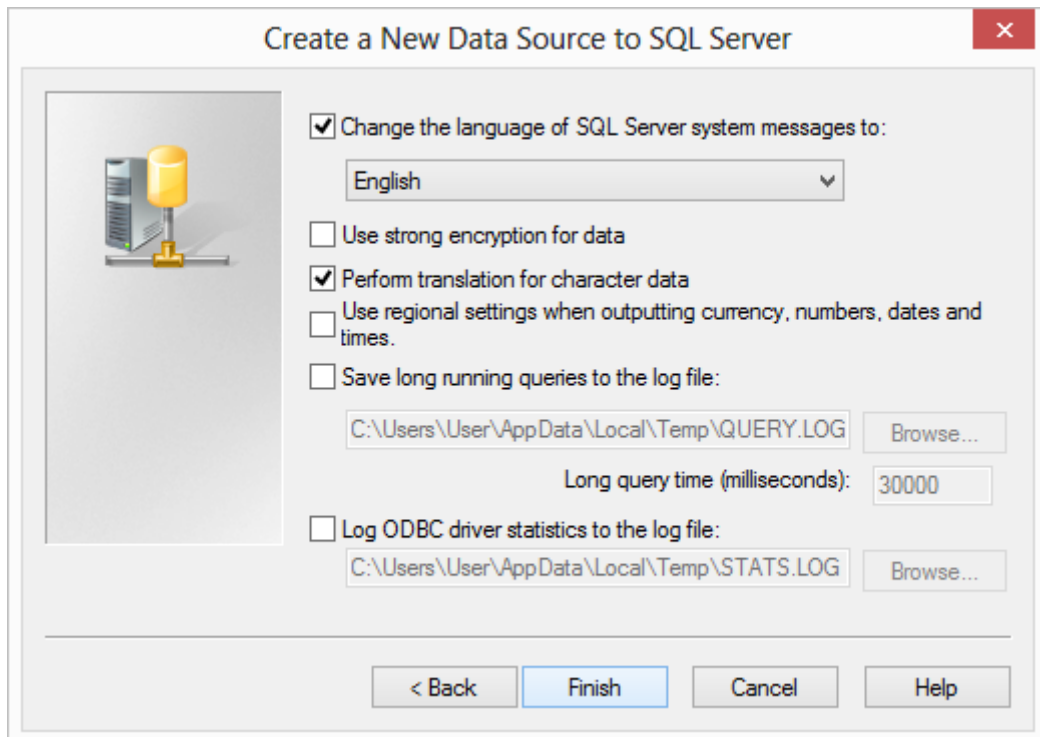 Create a New Data Source to SQL Server
Change the language of SQL Server system messages to:
English
Use strong encryption for data
Perform translation for character data
Use regional settings when outputting currency, numbers, dates and
times.
Save long running queries to the log file:
C:\Users\User\AppData\Local\Temp\QUERY.LOG Browse...
Long query time (milliseconds): 30000
Log ODBC driver statistics to the log file:
C:\Users\User\AppData\Local\Temp\STATS.LOG Browse...
< Back Finish Cancel Help